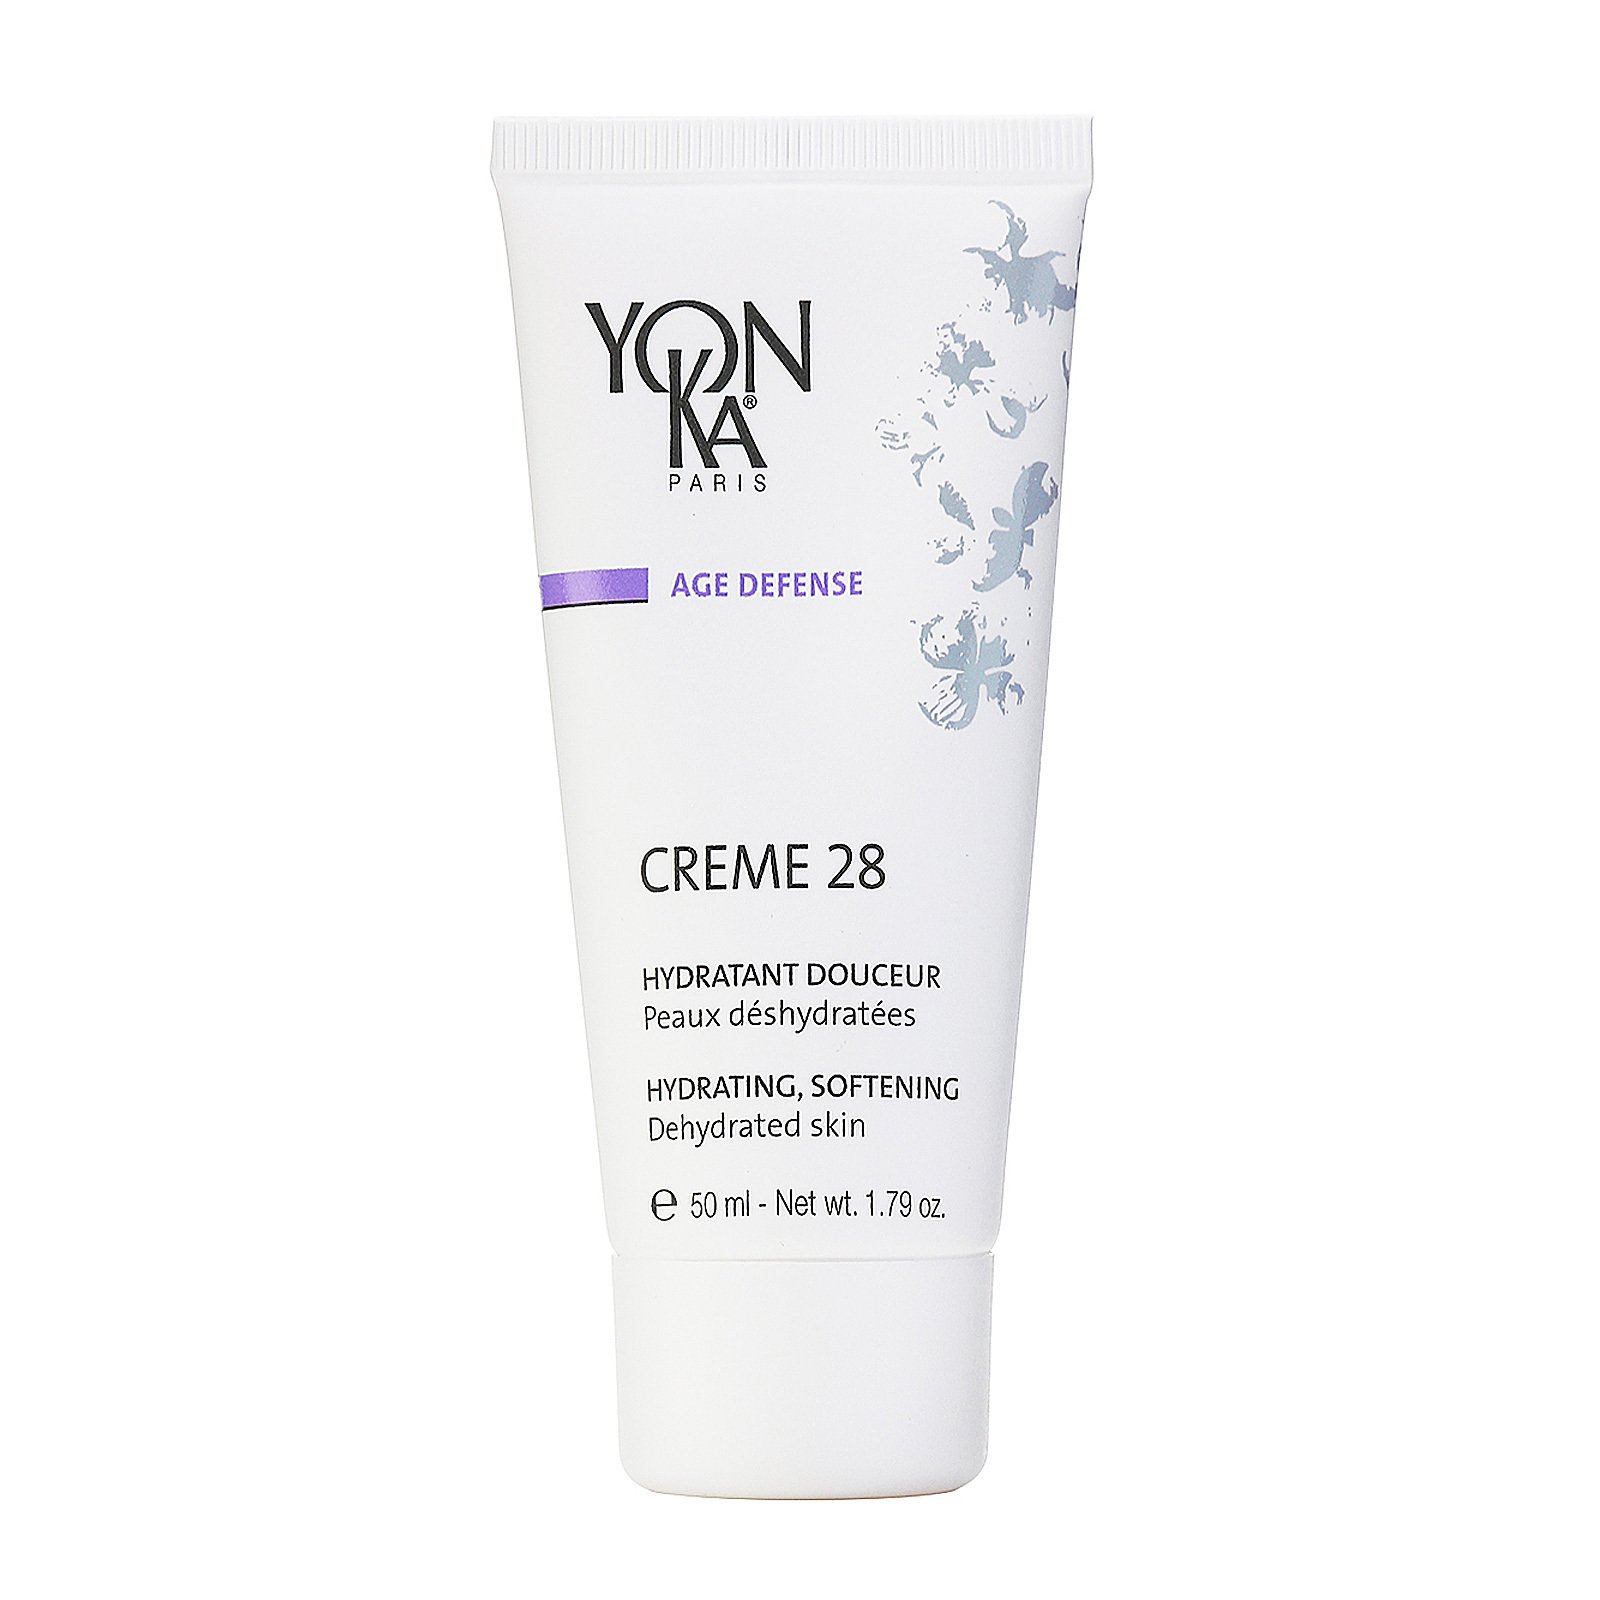 YON
KA®
PARIS
AGE DEFENSE
CREME 28
HYDRATANT DOUCEUR
Peaux déshydratées
HYDRATING, SOFTENING
Dehydrated skin
℮ 50 ml - Net wt. 1.79 oz.